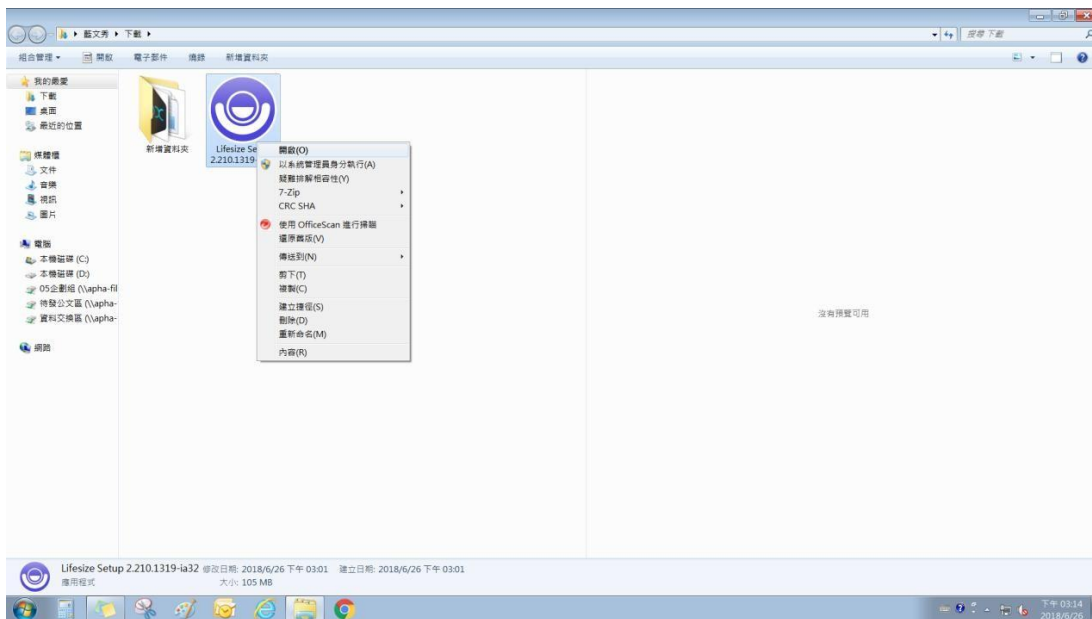 藝文秀 ▸ 下載 ▸
搜尋 下載
組合管理 開啟 電子郵件 燒錄 新增資料夾
我的最愛
下載
桌面
最近的位置
媒體櫃
文件
音樂
視訊
圖片
電腦
本機磁碟 (C:)
本機磁碟 (D:)
05企劃組 (\\apha-fil
待發公文區 (\\apha-
資料交換區 (\\apha-
網路
新增資料夾
Lifesize Se
2.210.1319-
開啟(O)
以系統管理員身分執行(A)
疑難排解相容性(Y)
7-Zip
CRC SHA
使用 OfficeScan 進行掃瞄
還原舊版(V)
傳送到(N)
剪下(T)
複製(C)
建立捷徑(S)
刪除(D)
重新命名(M)
內容(R)
沒有預覽可用
Lifesize Setup 2.210.1319-ia32 修改日期: 2018/6/26 下午 03:01 建立日期: 2018/6/26 下午 03:01
應用程式 大小: 105 MB
下午 03:14
2018/6/26